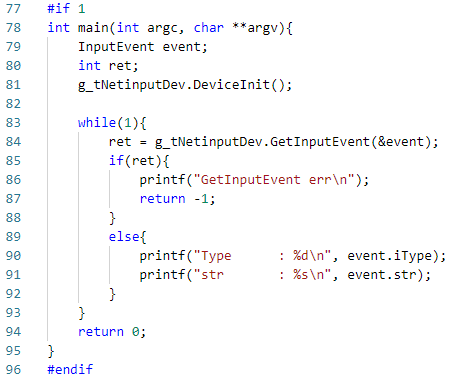 77 #if 1
78 int main(int argc, char **argv){
79     InputEvent event;
80     int ret;
81     g_tNetinputDev.DeviceInit();
82
83     while(1){
84         ret = g_tNetinputDev.GetInputEvent(&event);
85         if(ret){
86             printf("GetInputEvent err\n");
87             return -1;
88         }
89         else{
90             printf("Type      : %d\n", event.iType);
91             printf("str       : %s\n", event.str);
92         }
93     }
94     return 0;
95 }
96 #endif